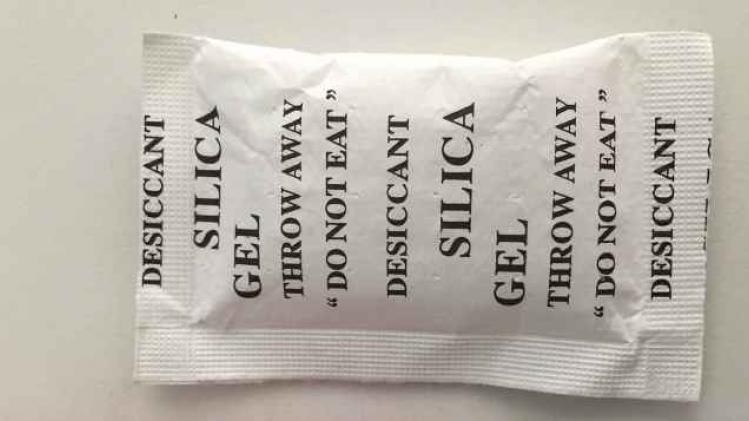 DESICCANT
SILICA
GEL
THROW AWAY
“ DO NOT EAT ”
DESICCANT
SILICA
GEL
THROW AWAY
“ DO NOT EAT ”
DESICCANT